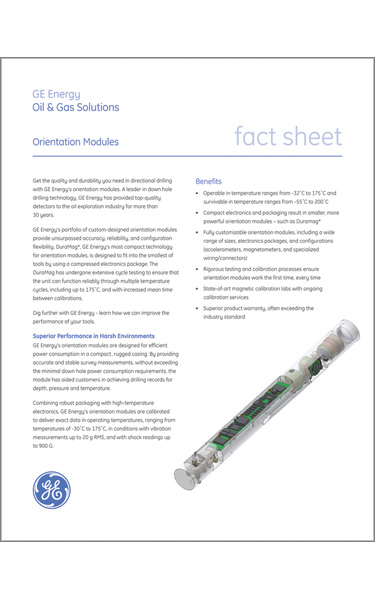 GE Energy
Oil & Gas Solutions
Orientation Modules
fact sheet
Get the quality and durability you need in directional drilling
with GE Energy's orientation modules. A leader in down hole
drilling technology, GE Energy has provided top-quality
detectors to the oil exploration industry for more than
30 years.
GE Energy's portfolio of custom-designed orientation modules
provide unsurpassed accuracy, reliability, and configuration
flexibility. DuraMag*, GE Energy's most compact technology
for orientation modules, is designed to fit into the smallest of
tools by using a compressed electronics package. The
DuraMag has undergone extensive cycle testing to ensure that
the unit can function reliably through multiple temperature
cycles, including up to 175˚C, and with increased mean time
between calibrations.
Dig further with GE Energy - learn how we can improve the
performance of your tools.
Superior Performance in Harsh Environments
GE Energy's orientation modules are designed for efficient
power consumption in a compact, rugged casing. By providing
accurate and stable survey measurements, without exceeding
the minimal down hole power consumption requirements, the
module has aided customers in achieving drilling records for
depth, pressure and temperature.
Combining robust packaging with high-temperature
electronics, GE Energy's orientation modules are calibrated
to deliver exact data in operating temperatures, ranging from
temperatures of -30˚C to 175˚C, in conditions with vibration
measurements up to 20 g RMS, and with shock readings up
to 900 G.
Benefits
• Operable in temperature ranges from -32˚C to 175˚C and
survivable in temperature ranges from -55˚C to 200˚C
• Compact electronics and packaging result in smaller, more
powerful orientation modules – such as Duramag*
• Fully customizable orientation modules, including a wide
range of sizes, electronics packages, and configurations
(accelerometers, magnetometers, and specialized
wiring/connectors)
• Rigorous testing and calibration processes ensure
orientation modules work the first time, every time
• State-of-art magnetic calibration labs with ongoing
calibration services
• Superior product warranty, often exceeding the
industry standard
GE